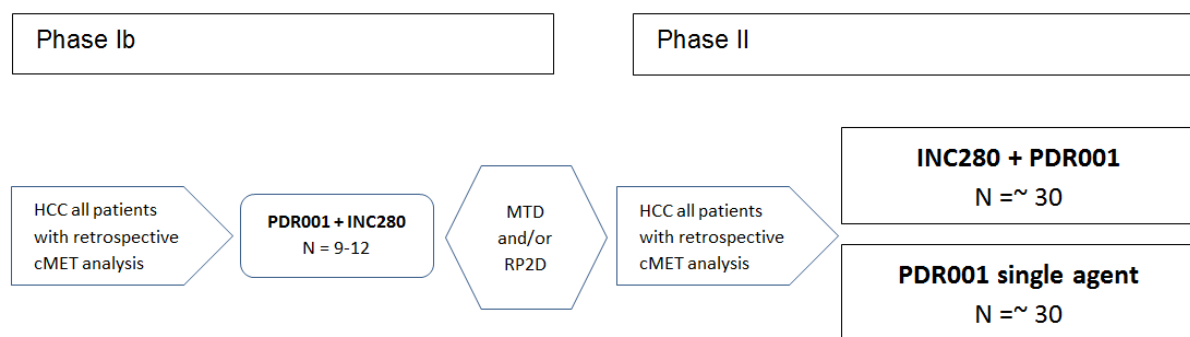 Phase Ib
Phase II
HCC all patients
with retrospective
cMET analysis
PDR001 + INC280
N = 9-12
MTD
and/or
RP2D
HCC all patients
with retrospective
cMET analysis
INC280 + PDR001
N =~ 30
PDR001 single agent
N =~ 30